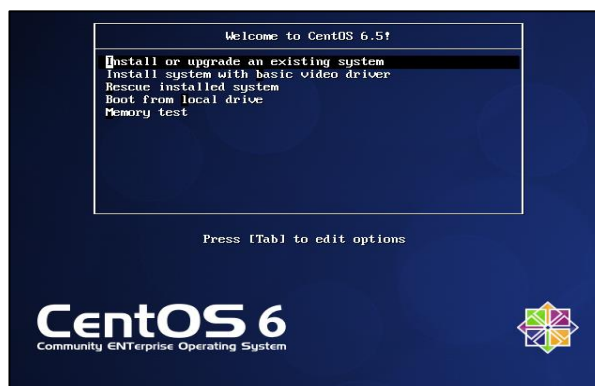 Welcome to CentOS 6.5!
Install or upgrade an existing system
Install system with basic video driver
Rescue installed system
Boot from local drive
Memory test
Press [Tab] to edit options
CentOS 6
Community ENTerprise Operating System